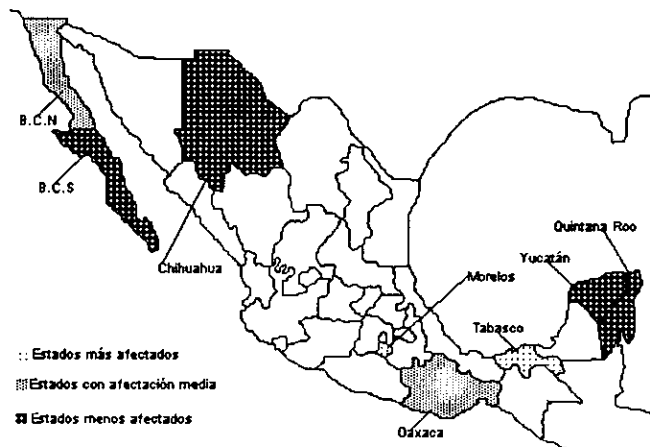 B.C.N
B.C.S
Chihuahua
Quintana Roo
Yucatán
Morelos
Tabasco
Oaxaca
Estados más afectados
Estados con afectación media
Estados menos afectados